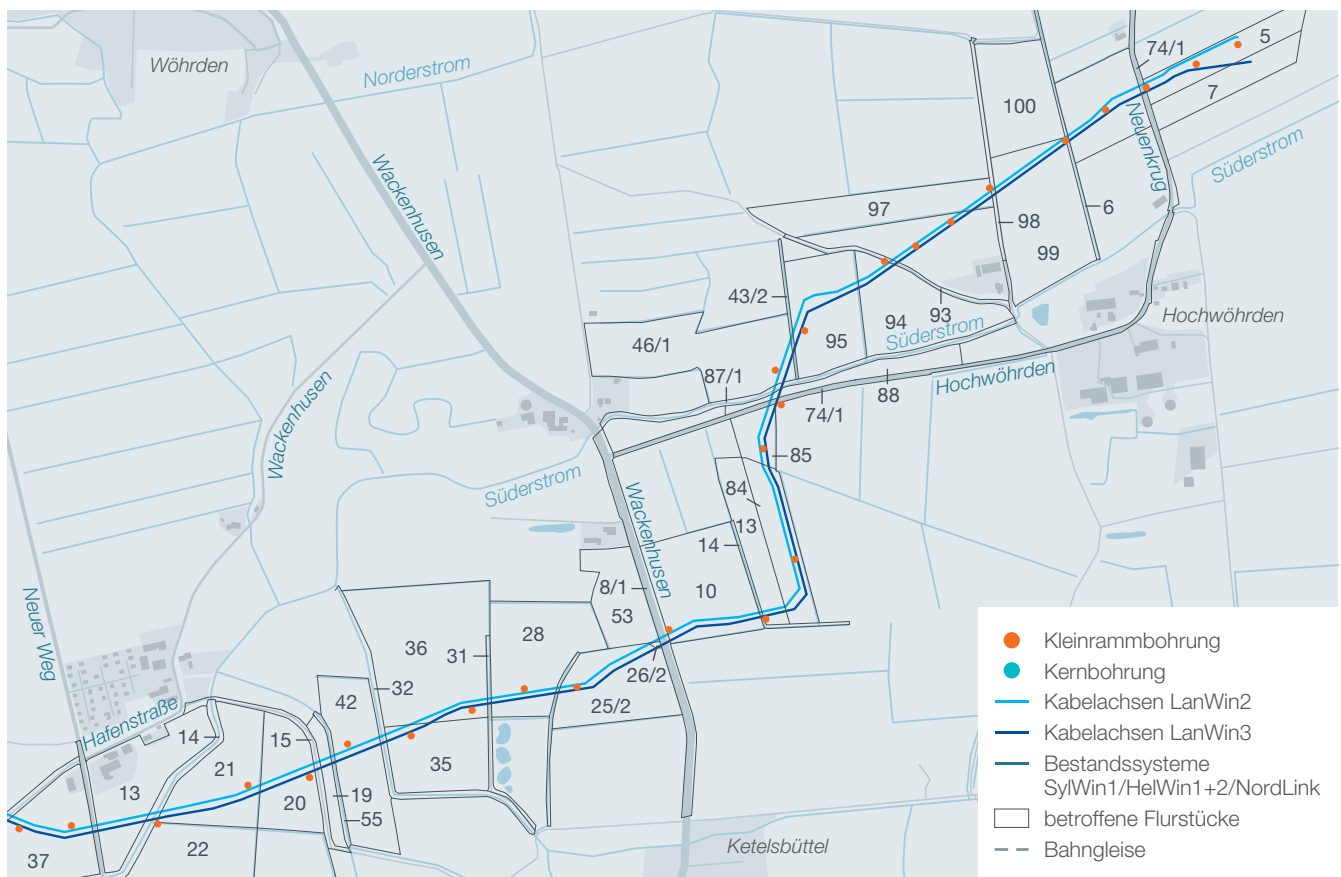 Wöhrden
Norderstrom
Wackenhusen
74/1
5
7
100
Neuenkrug
Süderstrom
97
98
6
99
43/2
93
94
95
Süderstrom
Hochwöhrden
46/1
87/1
74/1
88
Hochwöhrden
Wackenhusen
85
Süderstrom
84
13
Wackenhusen
14
8/1
10
53
Neuer Weg
36
28
31
26/2
32
42
25/2
Hafenstraße
14
15
35
21
13
20
19
55
22
37
Ketelsbüttel
Kleinrammbohrung
Kernbohrung
Kabelachsen LanWin2
Kabelachsen LanWin3
Bestandssysteme
SylWin1/HelWin1+2/NordLink
betroffene Flurstücke
Bahngleise